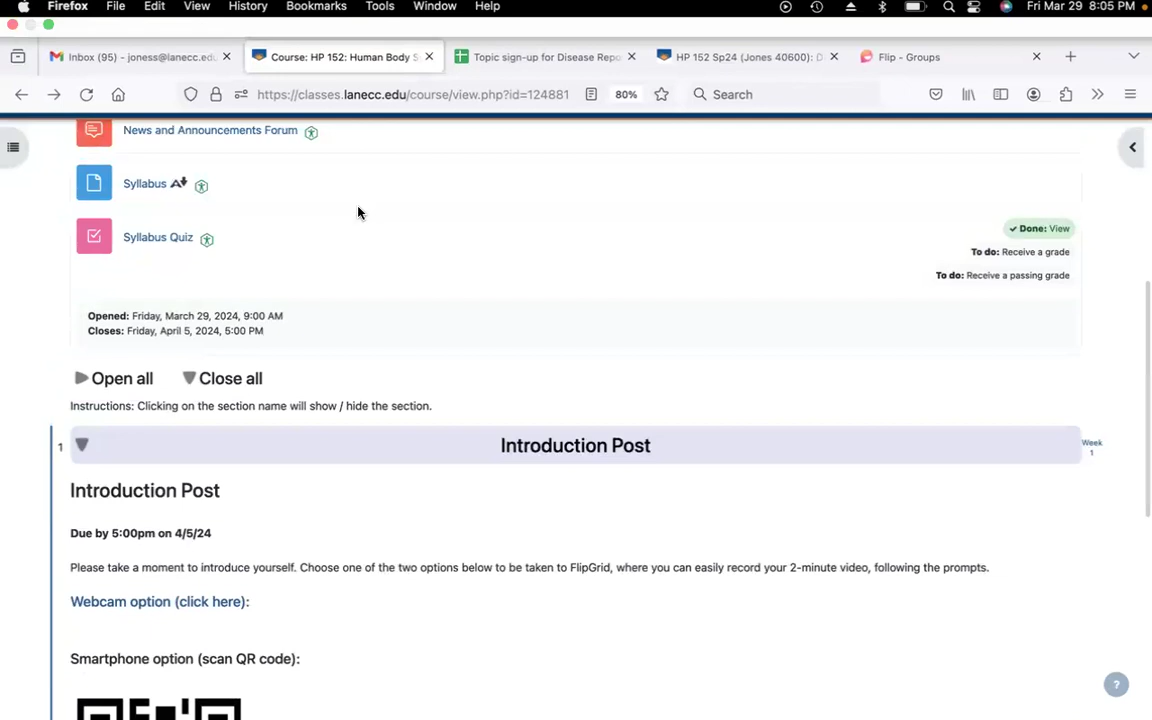 Firefox File Edit View History Bookmarks Tools Window Help Fri Mar 29 8:05 PM
Inbox (95) - joness@lanecc.edu
Course: HP 152: Human Body S
Topic sign-up for Disease Repo
HP 152 Sp24 (Jones 40600): D
Flip - Groups
https://classes.lanecc.edu/course/view.php?id=124881 80% Search
News and Announcements Forum
Syllabus
Syllabus Quiz
Done: View
To do: Receive a grade
To do: Receive a passing grade
Opened: Friday, March 29, 2024, 9:00 AM
Closes: Friday, April 5, 2024, 5:00 PM
Open all Close all
Instructions: Clicking on the section name will show / hide the section.
1 Introduction Post Week
1
Introduction Post
Due by 5:00pm on 4/5/24
Please take a moment to introduce yourself. Choose one of the two options below to be taken to FlipGrid, where you can easily record your 2-minute video, following the prompts.
Webcam option (click here):
Smartphone option (scan QR code):
?